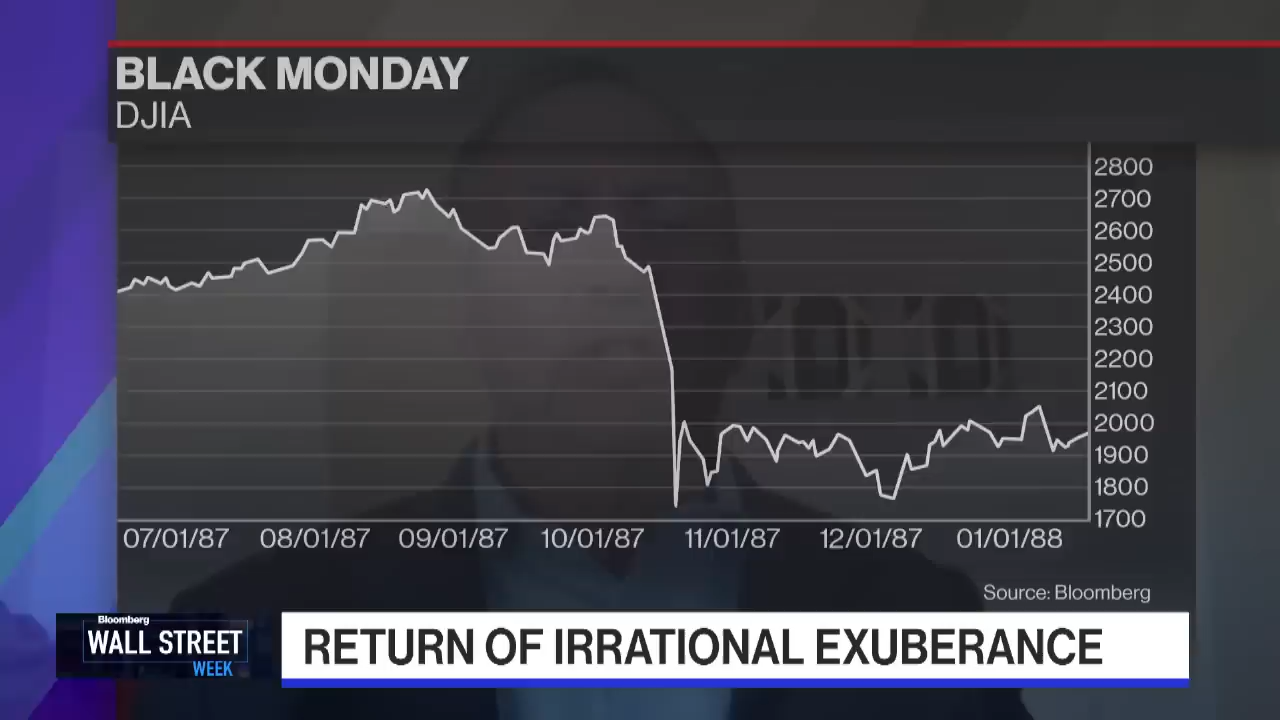 BLACK MONDAY
DJIA
2800
2700
2600
2500
2400
2300
2200
2100
2000
1900
1800
1700
07/01/87 08/01/87 09/01/87 10/01/87 11/01/87 12/01/87 01/01/88
Source: Bloomberg
Bloomberg
WALL STREET
WEEK
RETURN OF IRRATIONAL EXUBERANCE